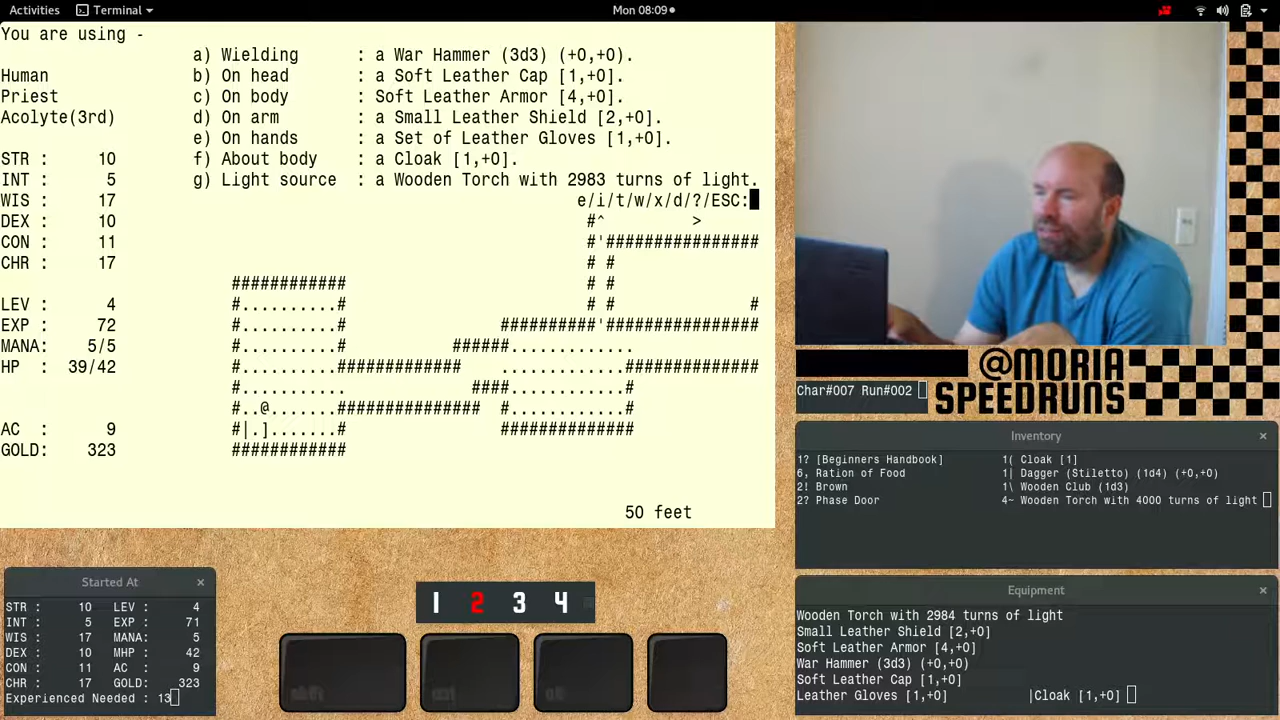 Activities Terminal Mon 08:09
You are using -
a) Wielding : a War Hammer (3d3) (+0,+0).
Human b) On head : a Soft Leather Cap [1,+0].
Priest c) On body : Soft Leather Armor [4,+0].
Acolyte(3rd) d) On arm : a Small Leather Shield [2,+0].
e) On hands : a Set of Leather Gloves [1,+0].
STR : 10 f) About body : a Cloak [1,+0].
INT : 5 g) Light source : a Wooden Torch with 2983 turns of light.
WIS : 17 e/i/t/w/x/d/?/ESC:
DEX : 10 #^ >
CON : 11 #'################
CHR : 17 # #
############ # #
LEV : 4 #..........# # # #
EXP : 72 #..........# ##########'################
MANA: 5/5 #..........# ######.............
HP : 39/42 #..........############# .............##############
#........... ####............#
#..@.......############### #............#
AC : 9 #|.].......# ##############
GOLD: 323 ############
50 feet
@MORIA
SPEEDRUNS
Char#007 Run#002
Inventory
1? [Beginners Handbook] 1( Cloak [1]
6, Ration of Food 1| Dagger (Stiletto) (1d4) (+0,+0)
2! Brown 1\ Wooden Club (1d3)
2? Phase Door 4~ Wooden Torch with 4000 turns of light
Equipment
Wooden Torch with 2984 turns of light
Small Leather Shield [2,+0]
Soft Leather Armor [4,+0]
War Hammer (3d3) (+0,+0)
Soft Leather Cap [1,+0]
Leather Gloves [1,+0] |Cloak [1,+0]
Started At
STR : 10 LEV : 4
INT : 5 EXP : 71
WIS : 17 MANA: 5
DEX : 10 MHP : 42
CON : 11 AC : 9
CHR : 17 GOLD: 323
Experienced Needed : 13
1 2 3 4